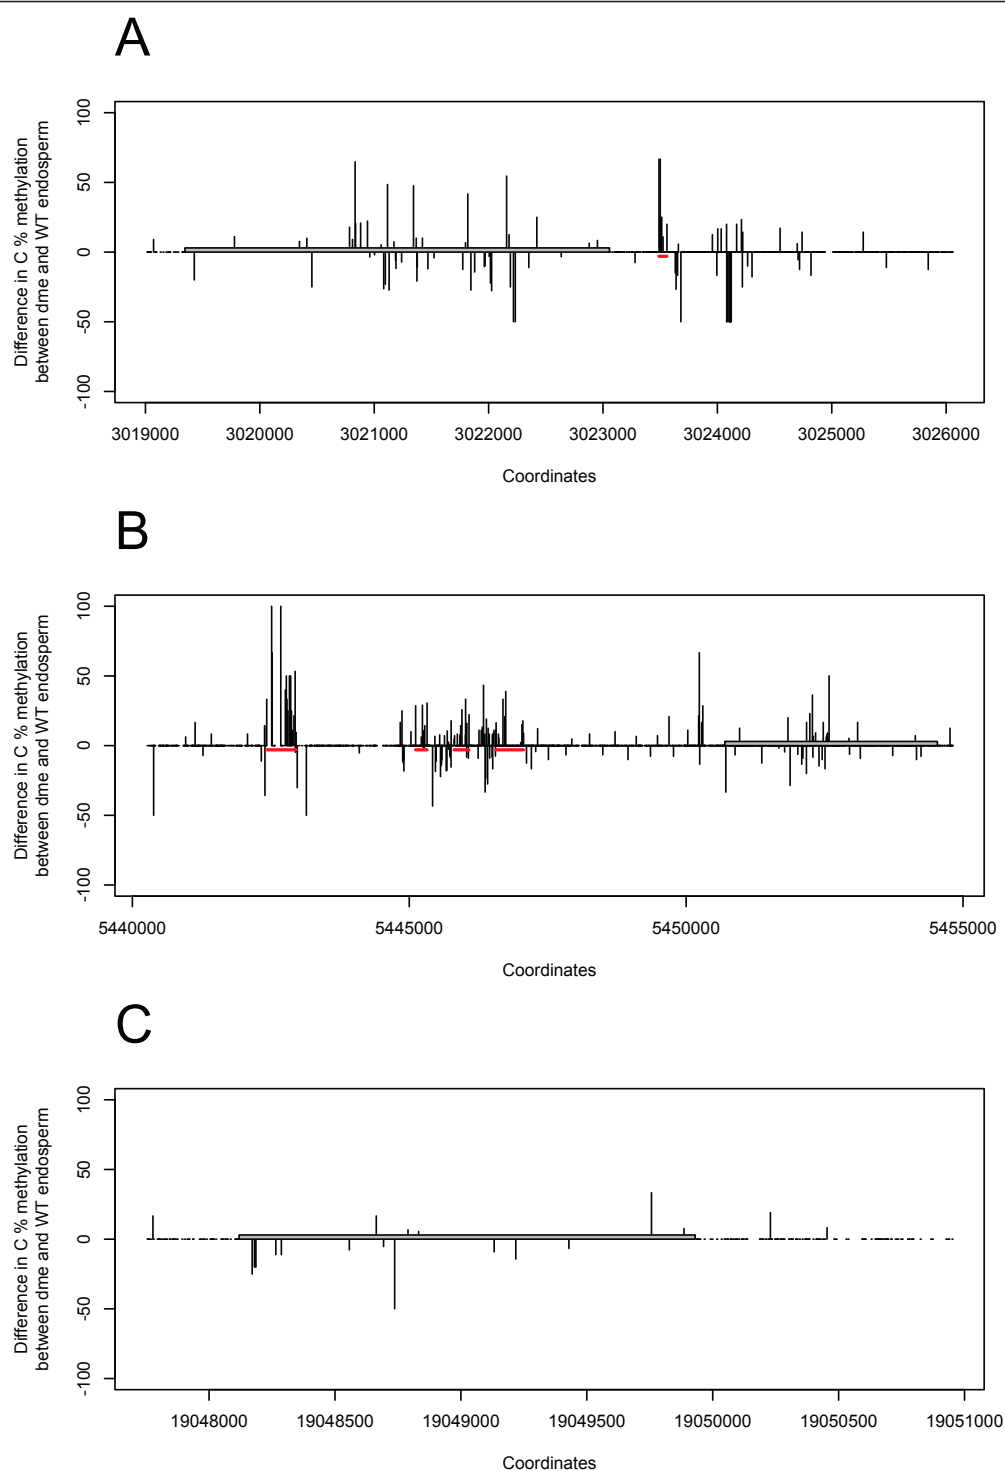 A
Difference in C % methylation
between dme and WT endosperm
100
50
0
-50
-100
3019000 3020000 3021000 3022000 3023000 3024000 3025000 3026000
Coordinates
B
Difference in C % methylation
between dme and WT endosperm
100
50
0
-50
-100
5440000 5445000 5450000 5455000
Coordinates
C
Difference in C % methylation
between dme and WT endosperm
100
50
0
-50
-100
19048000 19048500 19049000 19049500 19050000 19050500 19051000
Coordinates